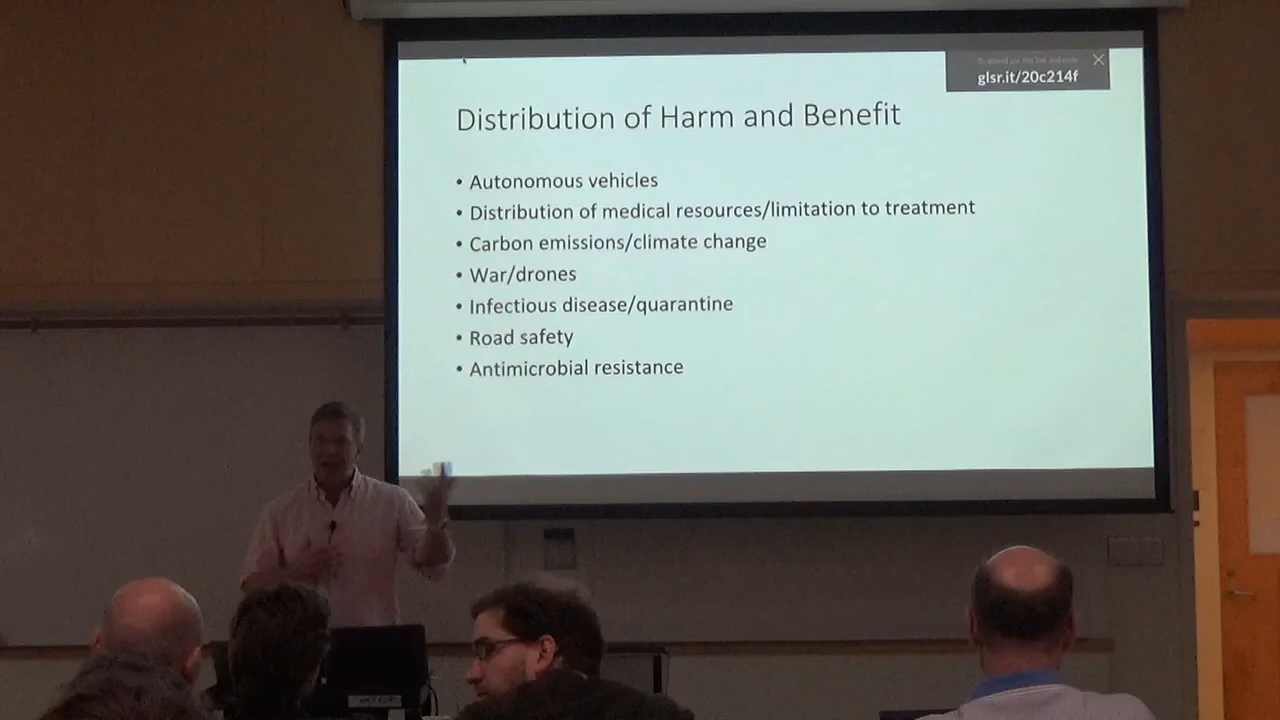 glsr.it/20c214f
Distribution of Harm and Benefit
• Autonomous vehicles
• Distribution of medical resources/limitation to treatment
• Carbon emissions/climate change
• War/drones
• Infectious disease/quarantine
• Road safety
• Antimicrobial resistance